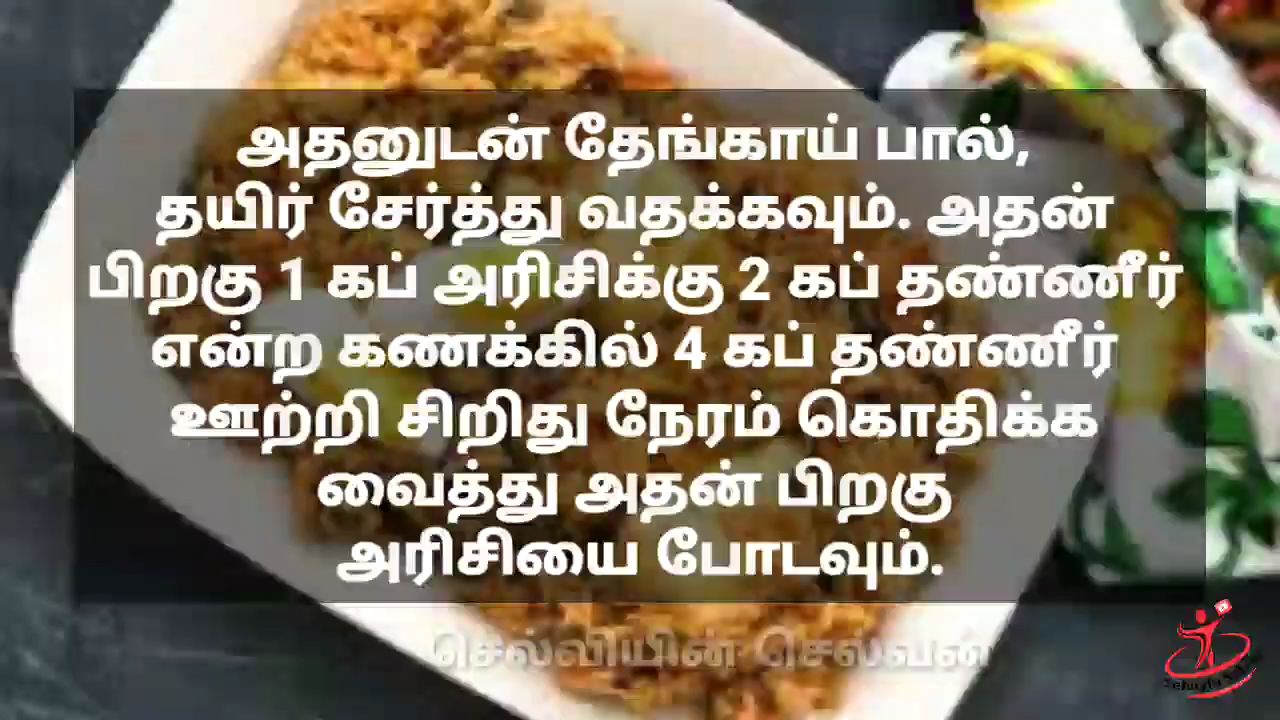 அதனுடன் தேங்காய் பால்,
தயிர் சேர்த்து வதக்கவும். அதன்
பிறகு 1 கப் அரிசிக்கு 2 கப் தண்ணீர்
என்ற கணக்கில் 4 கப் தண்ணீர்
ஊற்றி சிறிது நேரம் கொதிக்க
வைத்து அதன் பிறகு
அரிசியை போடவும்.
செல்வியின் செல்வன்